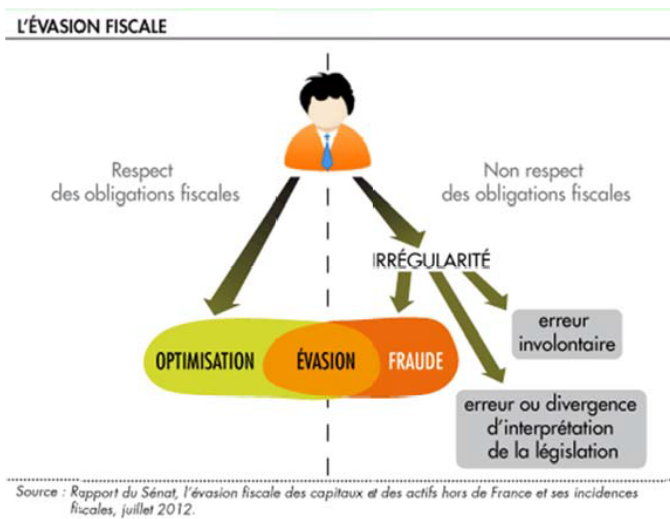 L'ÉVASION FISCALE
Respect
des obligations fiscales
Non respect
des obligations fiscales
IRRÉGULARITÉ
OPTIMISATION
ÉVASION
FRAUDE
erreur
involontaire
erreur ou divergence
d'interprétation
de la législation
Source : Rapport du Sénat, l'évasion fiscale des capitaux et des actifs hors de France et ses incidences
fiscales, juillet 2012.